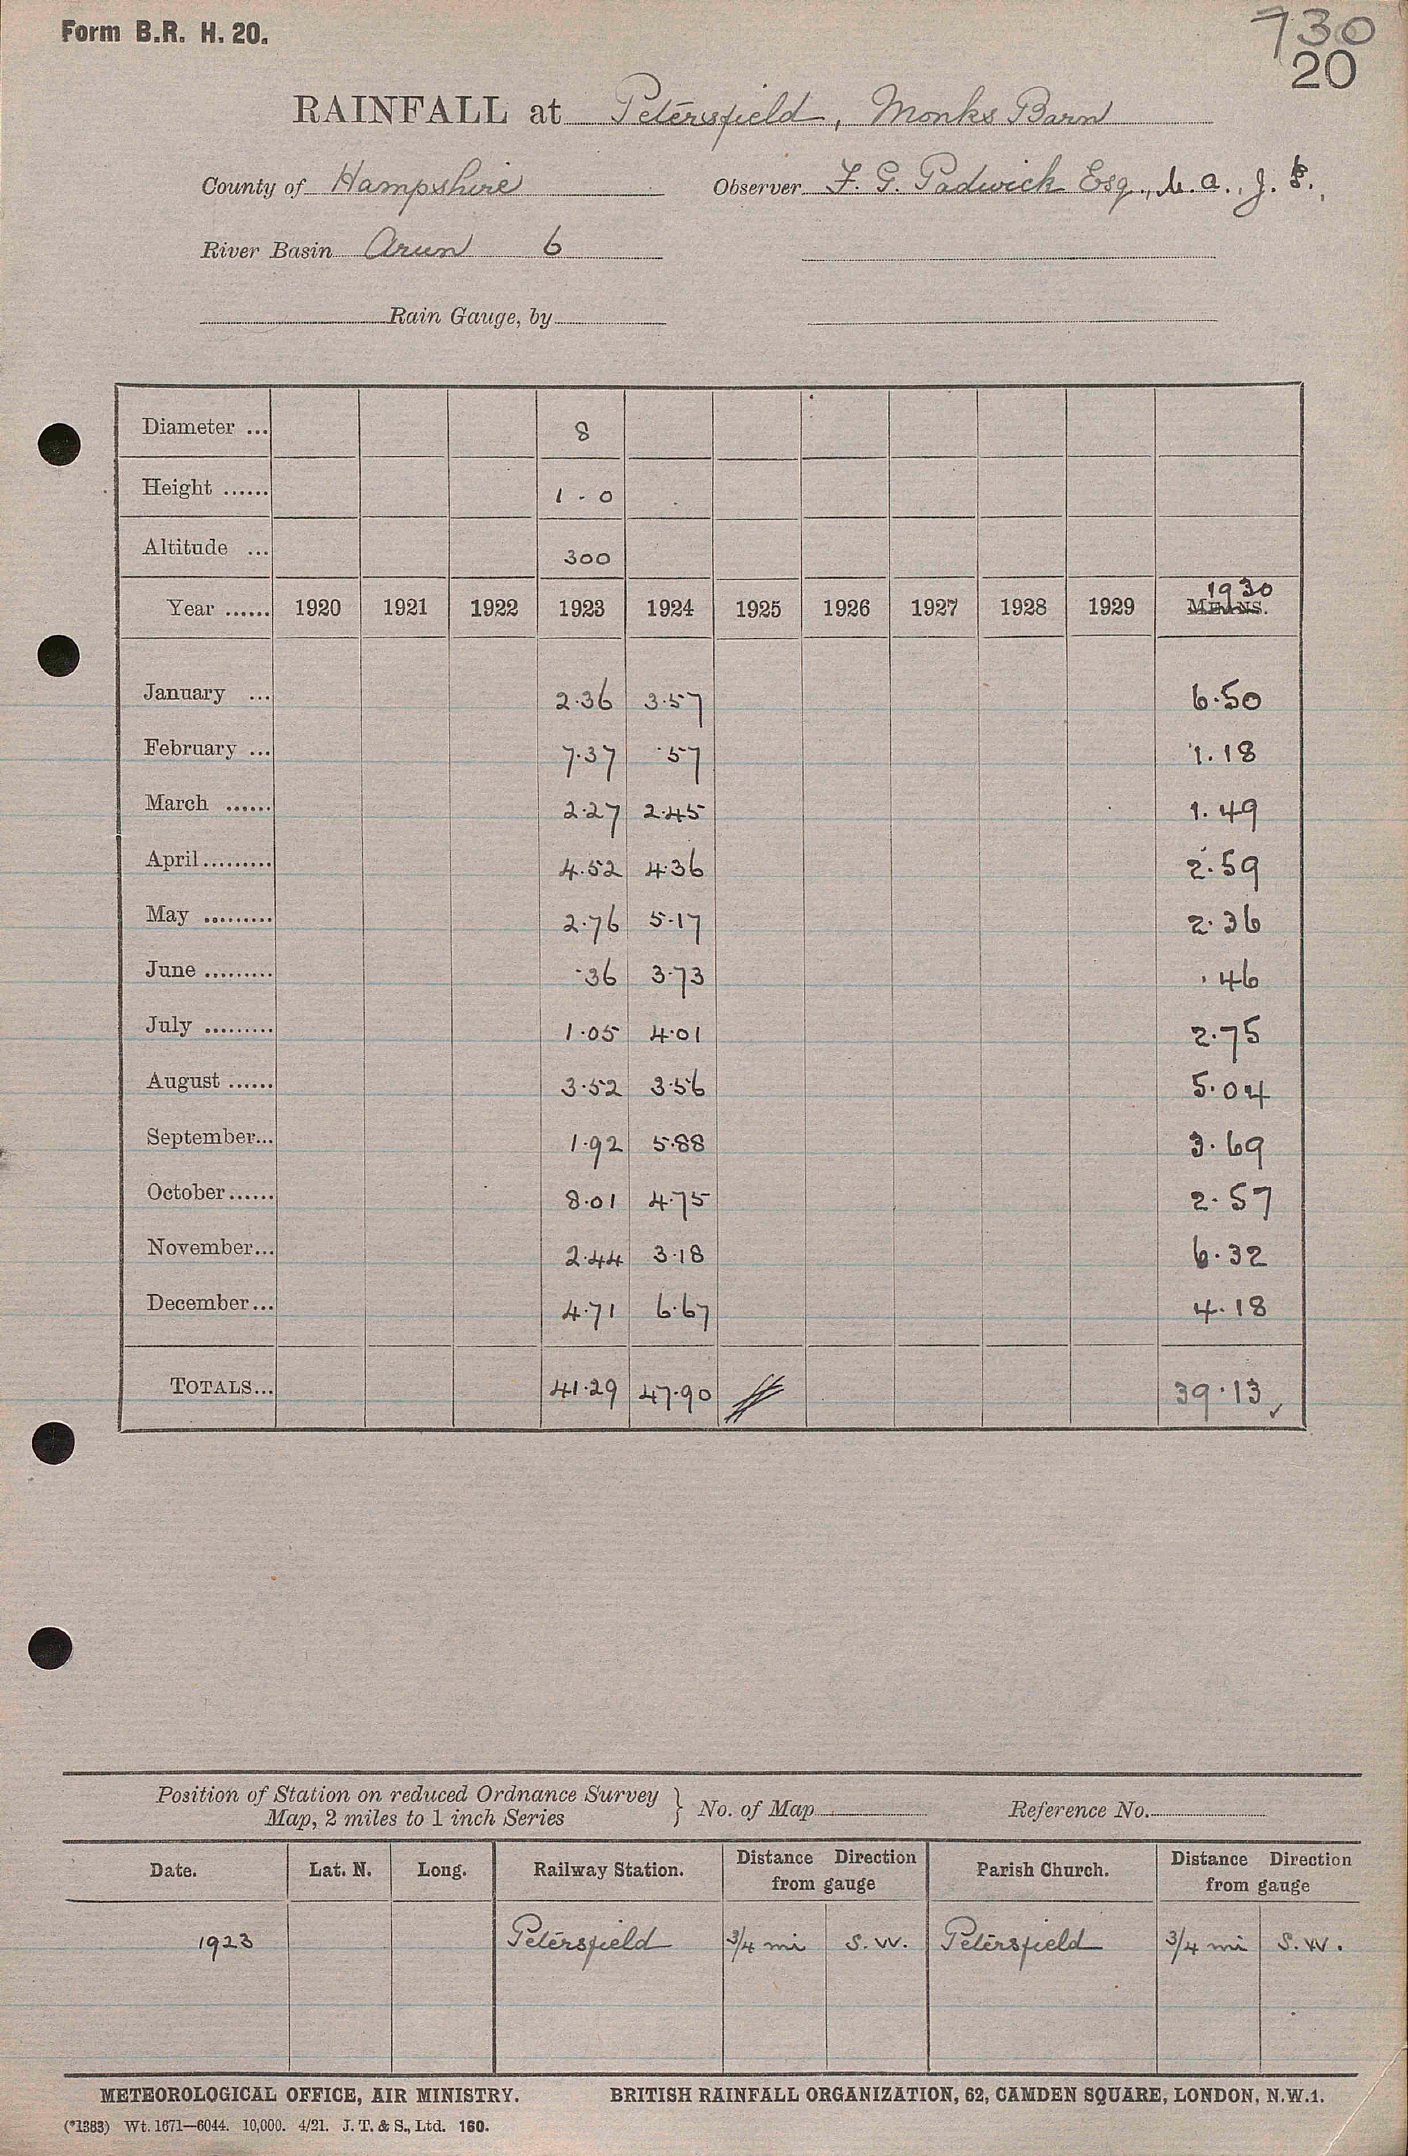 Form B.R. H. 20.
730
20
RAINFALL at Petersfield, Monks Barn
County of Hampshire Observer F. G. Padwick Esq.,
River Basin Arun 6
Rain Gauge, by
Diameter ... 8
Height ...... 1 - 0
Altitude ... 300
Year ...... 1920 1921 1922 1923 1924 1925 1926 1927 1928 1929 MEANS. 1930
January ... 2.36 3.57 6.50
February ... 7.37 .57 1.18
March ...... 2.27 2.45 1.49
April......... 4.52 4.36 2.59
May ......... 2.76 5.17 2.36
June ......... .36 3.73 .46
July ......... 1.05 4.01 2.75
August ...... 3.52 3.56 5.04
September... 1.92 5.88 3.69
October...... 8.01 4.75 2.57
November... 2.44 3.18 6.32
December... 4.71 6.67 4.18
TOTALS... 41.29 47.90 39.13 ✓
Position of Station on reduced Ordnance Survey Map, 2 miles to 1 inch Series } No. of Map Reference No.
Date. Lat. N. Long. Railway Station. Distance Direction from gauge Parish Church. Distance Direction from gauge
1923 Petersfield 3/4 mi S.W. Petersfield 3/4 mi S.W.
METEOROLOGICAL OFFICE, AIR MINISTRY. BRITISH RAINFALL ORGANIZATION, 62, CAMDEN SQUARE, LONDON, N.W.1.
(*1383) Wt. 1671—6044. 10,000. 4/21. J. T. & S., Ltd. 160.